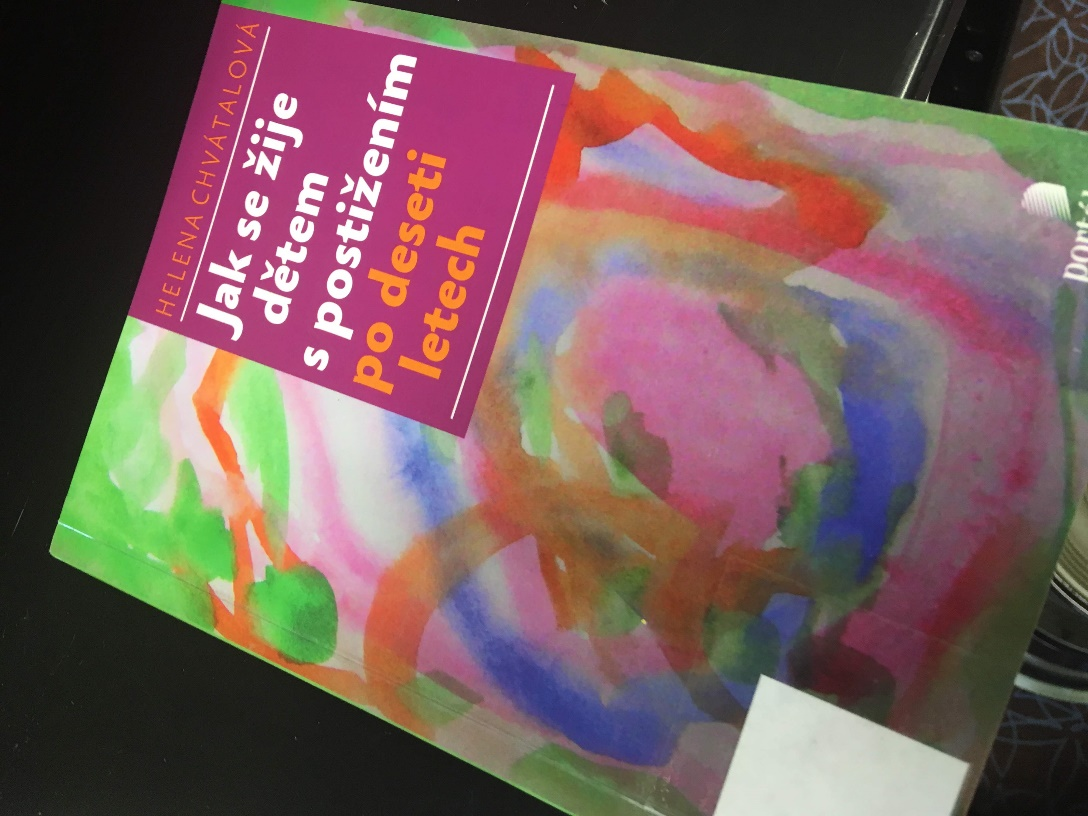 HELENA CHVÁTALOVÁ
Jak se žije
dětem
s postižením
po deseti
letech